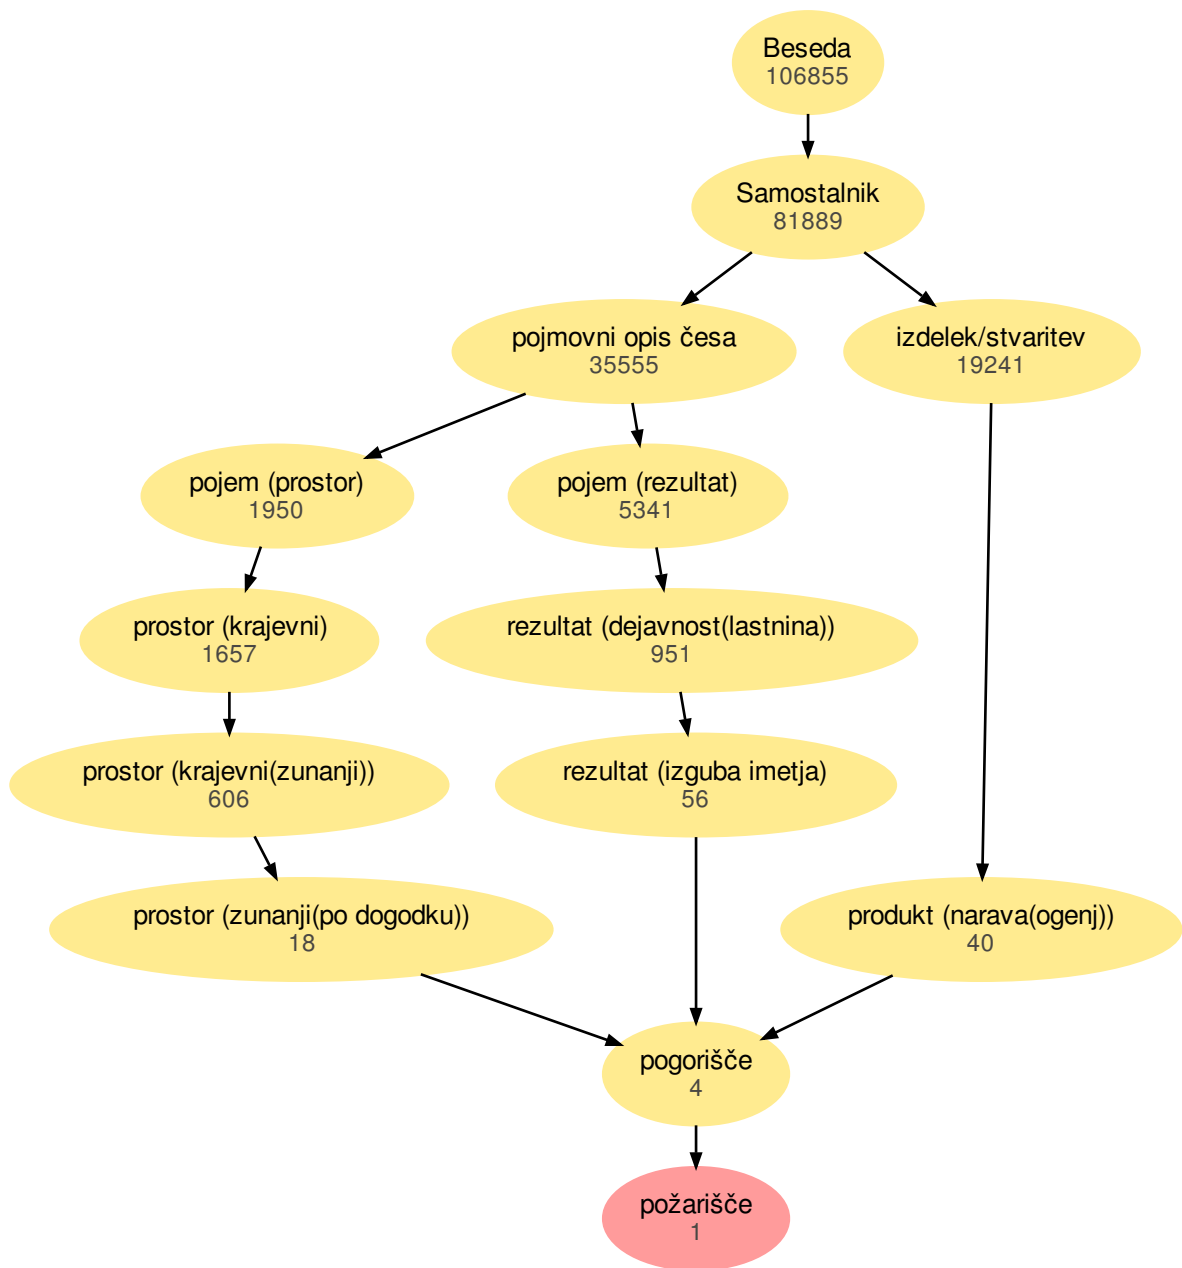 Beseda
106855
Samostalnik
81889
pojmovni opis česa
35555
izdelek/stvaritev
19241
pojem (prostor)
1950
pojem (rezultat)
5341
prostor (krajevni)
1657
rezultat (dejavnost(lastnina))
951
prostor (krajevni(zunanji))
606
rezultat (izguba imetja)
56
prostor (zunanji(po dogodku))
18
produkt (narava(ogenj))
40
pogorišče
4
požarišče
1